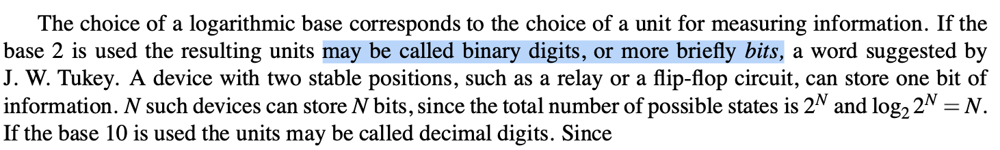 The choice of a logarithmic base corresponds to the choice of a unit for measuring information. If the
base 2 is used the resulting units may be called binary digits, or more briefly bits, a word suggested by
J. W. Tukey. A device with two stable positions, such as a relay or a flip-flop circuit, can store one bit of
information. N such devices can store N bits, since the total number of possible states is 2^N and log₂ 2^N = N.
If the base 10 is used the units may be called decimal digits. Since